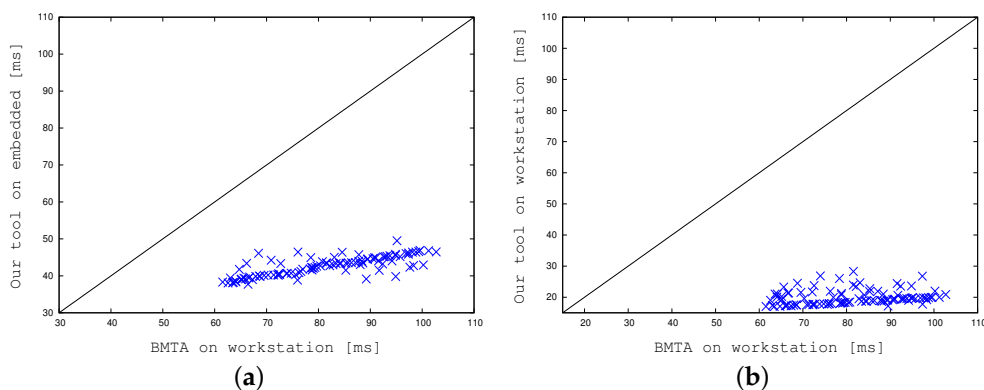 110
100
90
80
70
60
50
40
30
30 40 50 60 70 80 90 100 110
Our tool on embedded [ms]
BMTA on workstation [ms]
(a)
110
100
90
80
70
60
50
40
30
20
20 30 40 50 60 70 80 90 100 110
Our tool on workstation [ms]
BMTA on workstation [ms]
(b)